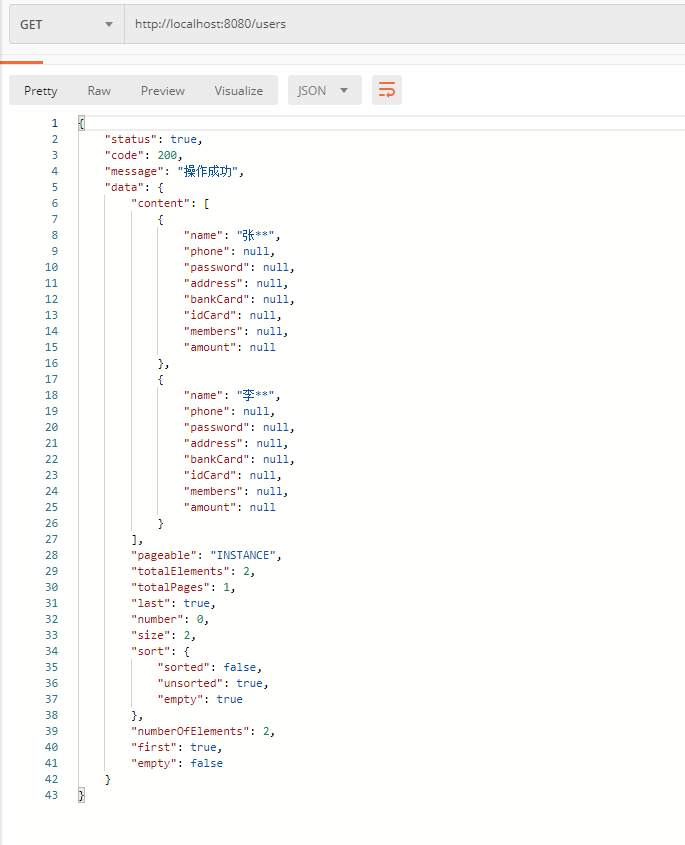 GET http://localhost:8080/users
Pretty Raw Preview Visualize JSON
1 {
2 "status": true,
3 "code": 200,
4 "message": "操作成功",
5 "data": {
6 "content": [
7 {
8 "name": "张**",
9 "phone": null,
10 "password": null,
11 "address": null,
12 "bankCard": null,
13 "idCard": null,
14 "members": null,
15 "amount": null
16 },
17 {
18 "name": "李**",
19 "phone": null,
20 "password": null,
21 "address": null,
22 "bankCard": null,
23 "idCard": null,
24 "members": null,
25 "amount": null
26 }
27 ],
28 "pageable": "INSTANCE",
29 "totalElements": 2,
30 "totalPages": 1,
31 "last": true,
32 "number": 0,
33 "size": 2,
34 "sort": {
35 "sorted": false,
36 "unsorted": true,
37 "empty": true
38 },
39 "numberOfElements": 2,
40 "first": true,
41 "empty": false
42 }
43 }